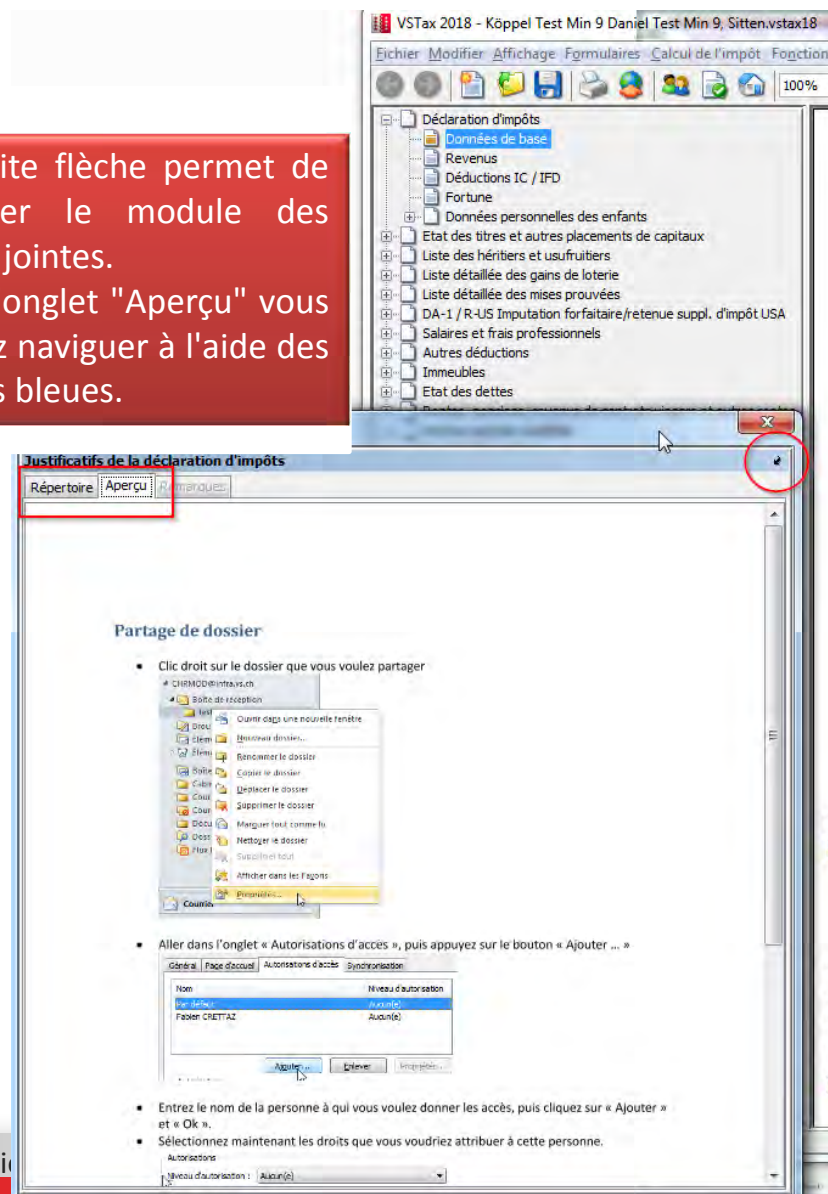 VSTax 2018 - Köppel Test Min 9 Daniel Test Min 9, Sitten.vstax18
Fichier Modifier Affichage Formulaires Calcul de l'impôt Fonction
100%
Déclaration d'impôts
Données de base
Revenus
Déductions IC / IFD
Fortune
Données personnelles des enfants
Etat des titres et autres placements de capitaux
Liste des héritiers et usufruitiers
Liste détaillée des gains de loterie
Liste détaillée des mises prouvées
DA-1 / R-US Imputation forfaitaire/retenue suppl. d'impôt USA
Salaires et frais professionnels
Autres déductions
Immeubles
Etat des dettes
ite flèche permet de
er le module des
jointes.
onglet "Aperçu" vous
z naviguer à l'aide des
s bleues.
Justificatifs de la déclaration d'impôts
Répertoire Aperçu Remarques
Partage de dossier
• Clic droit sur le dossier que vous voulez partager
Boîte de réception
Ouvrir dans une nouvelle fenêtre
Nouveau dossier...
Renommer le dossier
Copier le dossier
Déplacer le dossier
Supprimer le dossier
Marquer tout comme lu
Nettoyer le dossier
Supprimer tout
Afficher dans les Favoris
Propriétés...
Courrier
• Aller dans l'onglet « Autorisations d'accès », puis appuyez sur le bouton « Ajouter ... »
Général Page d'accueil Autorisations d'accès Synchronisation
Nom Niveau d'autorisation
Par défaut Aucun(e)
Fabien CRETTAZ Aucun(e)
Ajouter... Enlever Propriétés...
• Entrez le nom de la personne à qui vous voulez donner les accès, puis cliquez sur « Ajouter »
et « Ok ».
• Sélectionnez maintenant les droits que vous voudriez attribuer à cette personne.
Autorisations
Niveau d'autorisation : Aucun(e)